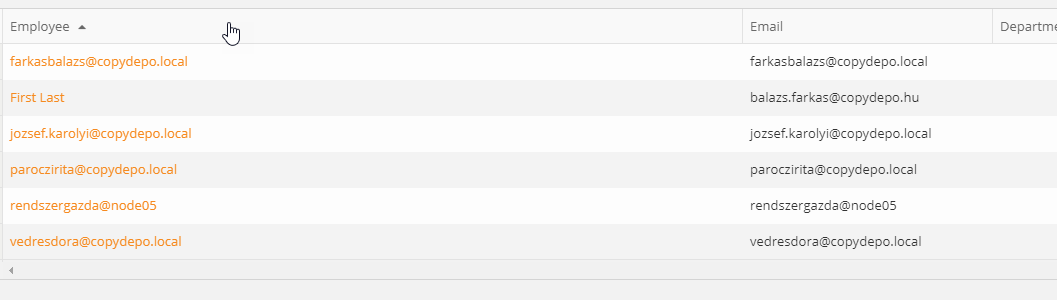 Employee Email Departme
farkasbalazs@copydepo.local farkasbalazs@copydepo.local
First Last balazs.farkas@copydepo.hu
jozsef.karolyi@copydepo.local jozsef.karolyi@copydepo.local
paroczirita@copydepo.local paroczirita@copydepo.local
rendszergazda@node05 rendszergazda@node05
vedresdora@copydepo.local vedresdora@copydepo.local